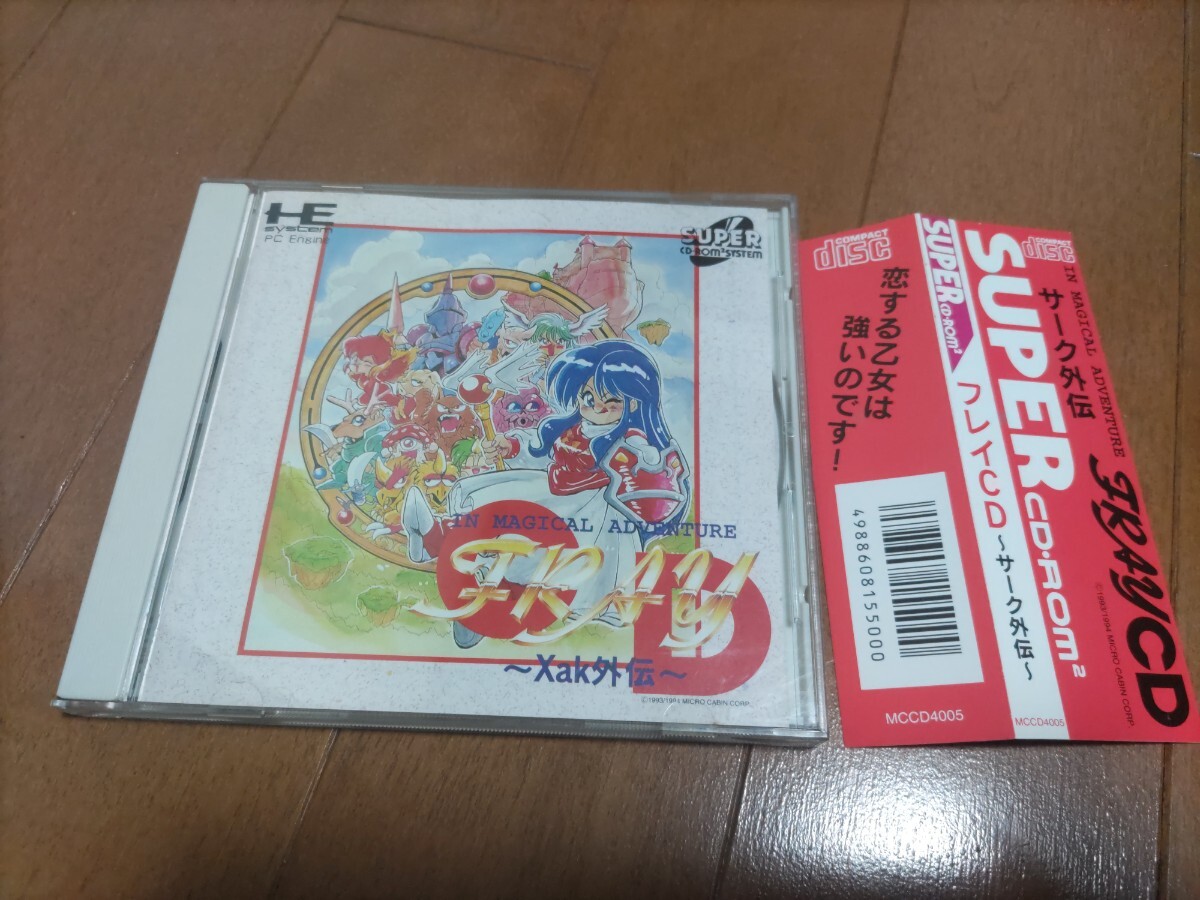 HE
system
PC Engine
SUPER
CD-ROM²SYSTEM
IN MAGICAL ADVENTURE
FRAY CD
～Xak外伝～
©1993/1994 MICRO CABIN CORP.
COMPACT
disc
恋する乙女は
強いのです!
4988608155000
MCCD4005
SUPER CD-ROM²
フレイCD～サーク外伝～
MCCD4005
SUPER CD-ROM²
COMPACT
disc
サーク外伝
IN MAGICAL ADVENTURE
FRAY CD
©1993/1994 MICRO CABIN CORP.